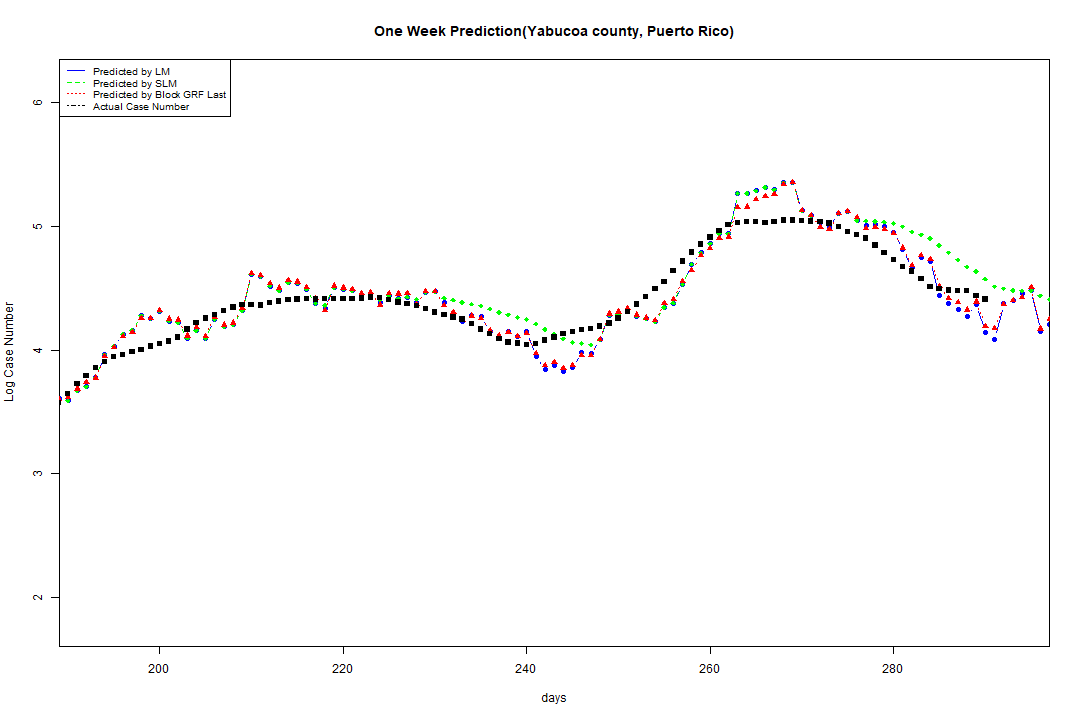 One Week Prediction(Yabucoa county, Puerto Rico)
Predicted by LM
Predicted by SLM
Predicted by Block GRF Last
Actual Case Number
6
5
4
3
2
Log Case Number
200 220 240 260 280
days